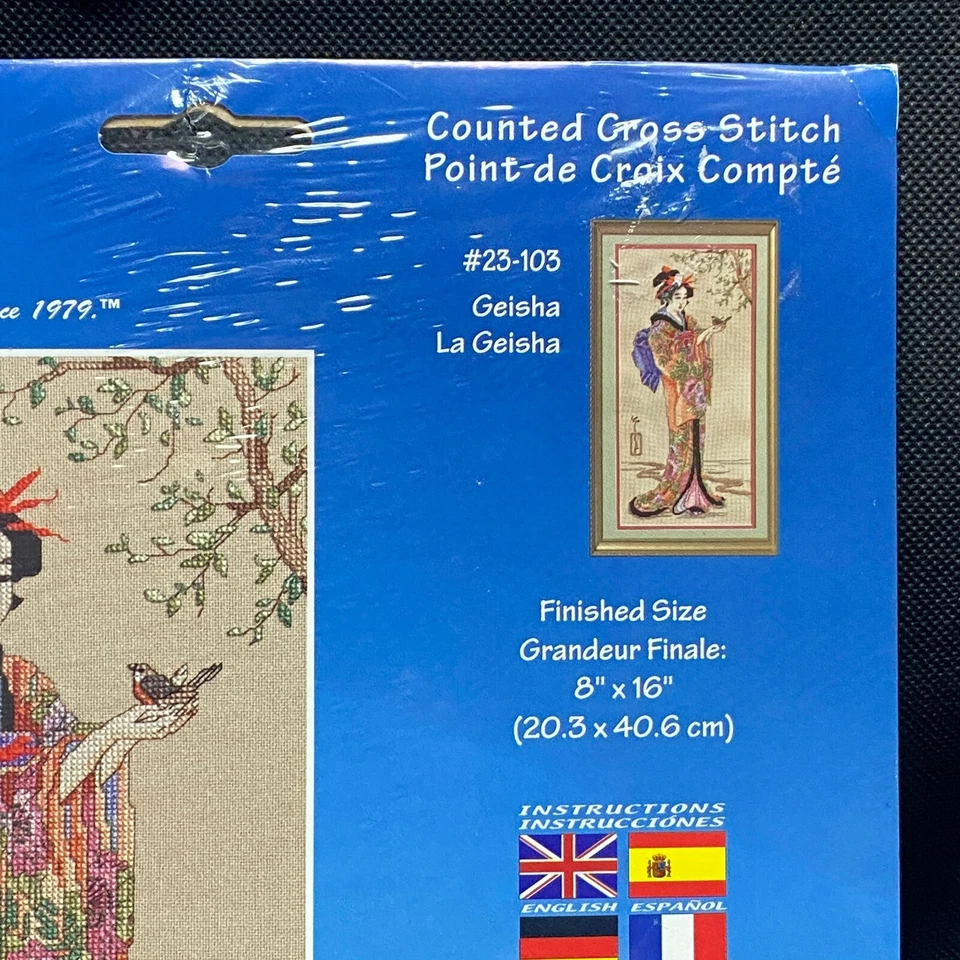 Counted Cross Stitch
Point de Croix Compté
#23-103
Geisha
La Geisha
ce 1979.™
Finished Size
Grandeur Finale:
8" x 16"
(20.3 x 40.6 cm)
INSTRUCTIONS
INSTRUCCIÓNES
ENGLISH ESPAÑOL